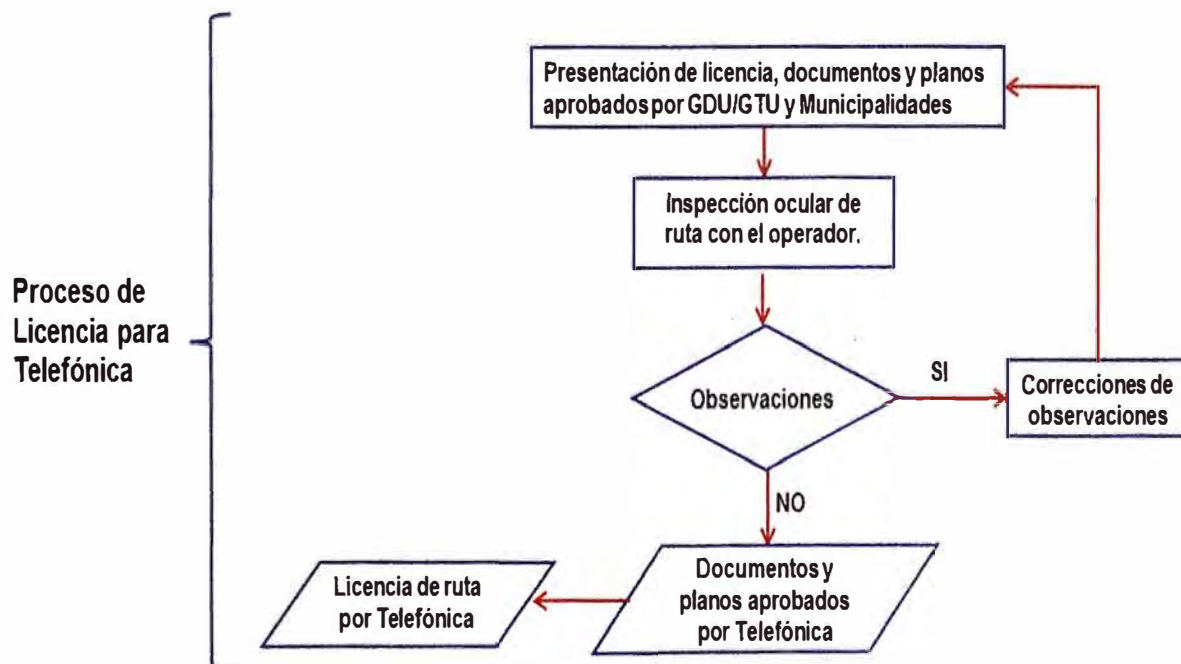 Presentación de licencia, documentos y planos
aprobados por GDU/GTU y Municipalidades
Inspección ocular de
ruta con el operador.
Proceso de
Licencia para
Telefónica
Observaciones
SI
Correcciones de
observaciones
NO
Licencia de ruta
por Telefónica
Documentos y
planos aprobados
por Telefónica